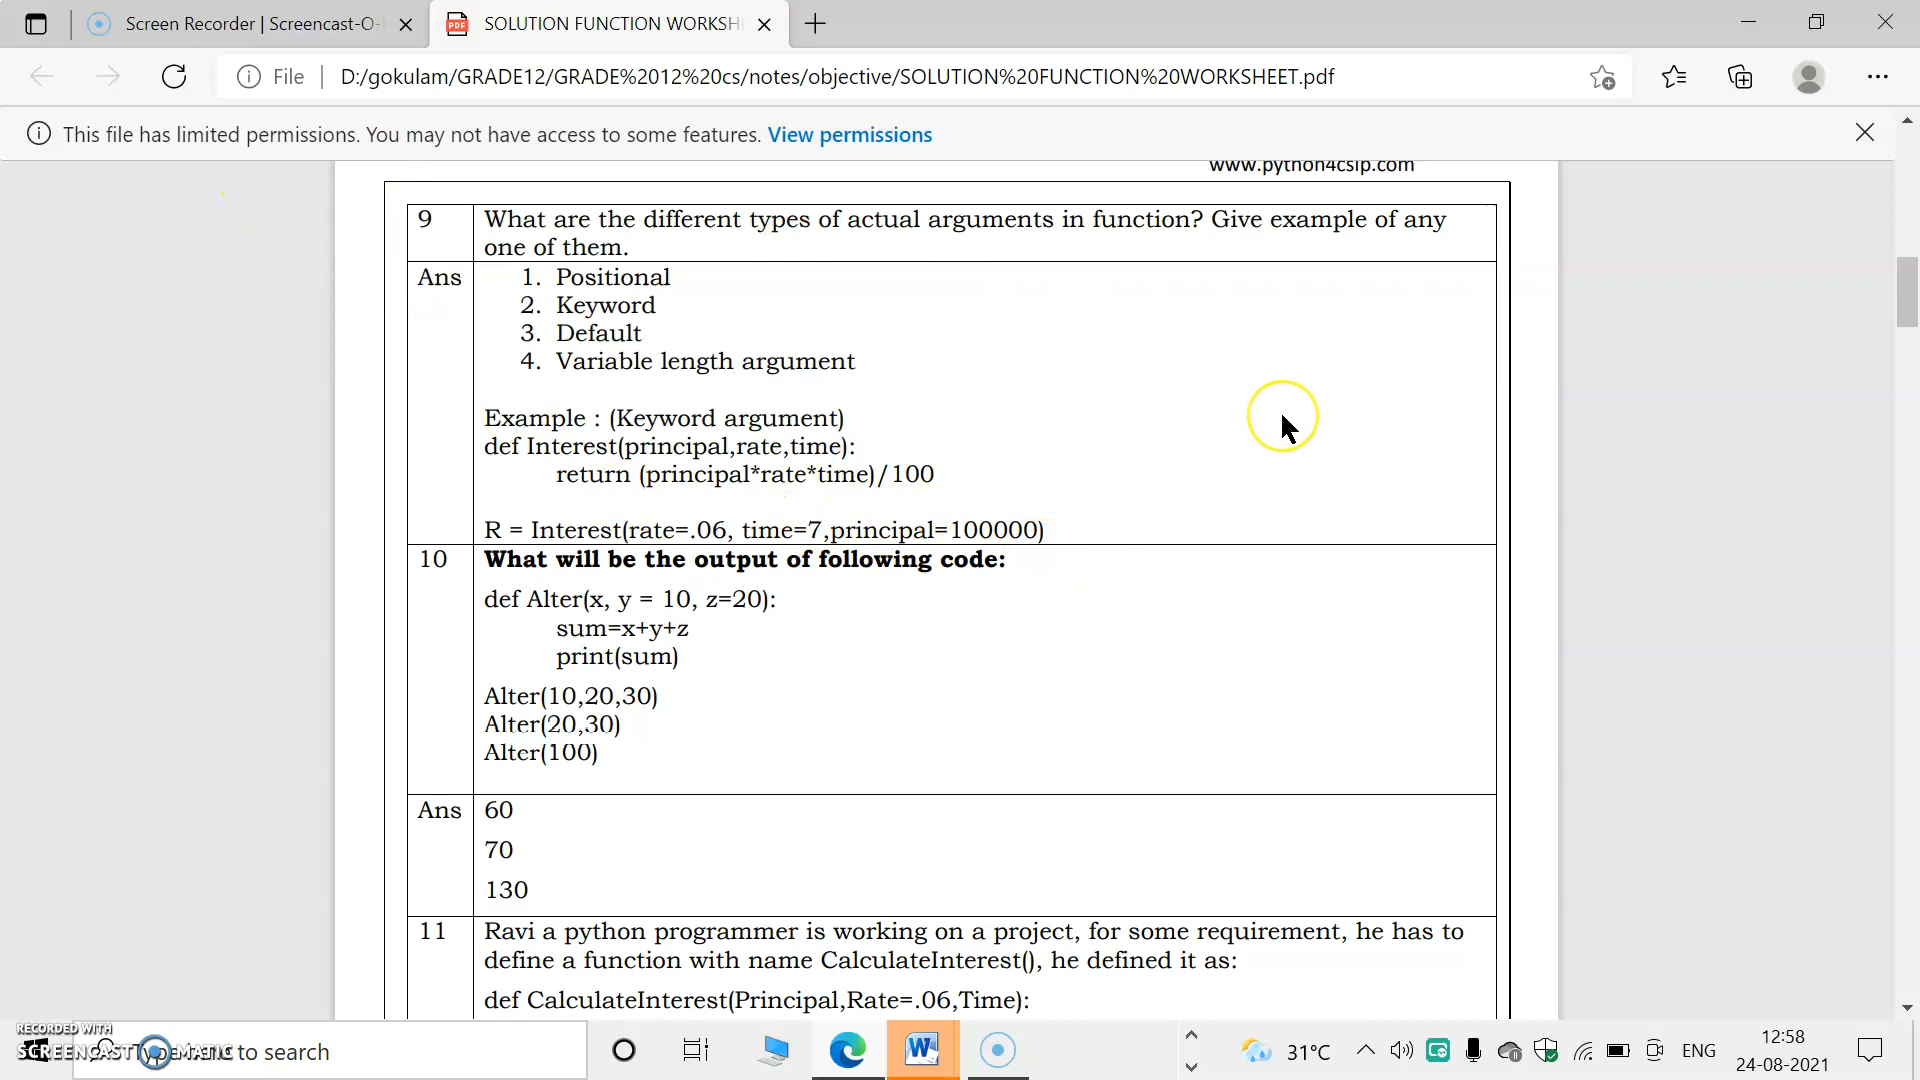 Screen Recorder | Screencast-O-
SOLUTION FUNCTION WORKSH
File
D:/gokulam/GRADE12/GRADE%2012%20cs/notes/objective/SOLUTION%20FUNCTION%20WORKSHEET.pdf
This file has limited permissions. You may not have access to some features. View permissions
www.python4csip.com
9 What are the different types of actual arguments in function? Give example of any
one of them.
Ans 1. Positional
2. Keyword
3. Default
4. Variable length argument
Example : (Keyword argument)
def Interest(principal,rate,time):
return (principal*rate*time)/100
R = Interest(rate=.06, time=7,principal=100000)
10 What will be the output of following code:
def Alter(x, y = 10, z=20):
sum=x+y+z
print(sum)
Alter(10,20,30)
Alter(20,30)
Alter(100)
Ans 60
70
130
11 Ravi a python programmer is working on a project, for some requirement, he has to
define a function with name CalculateInterest(), he defined it as:
def CalculateInterest(Principal,Rate=.06,Time):
RECORDED WITH
SCREENCAST MATIC
to search
31°C
ENG
12:58
24-08-2021